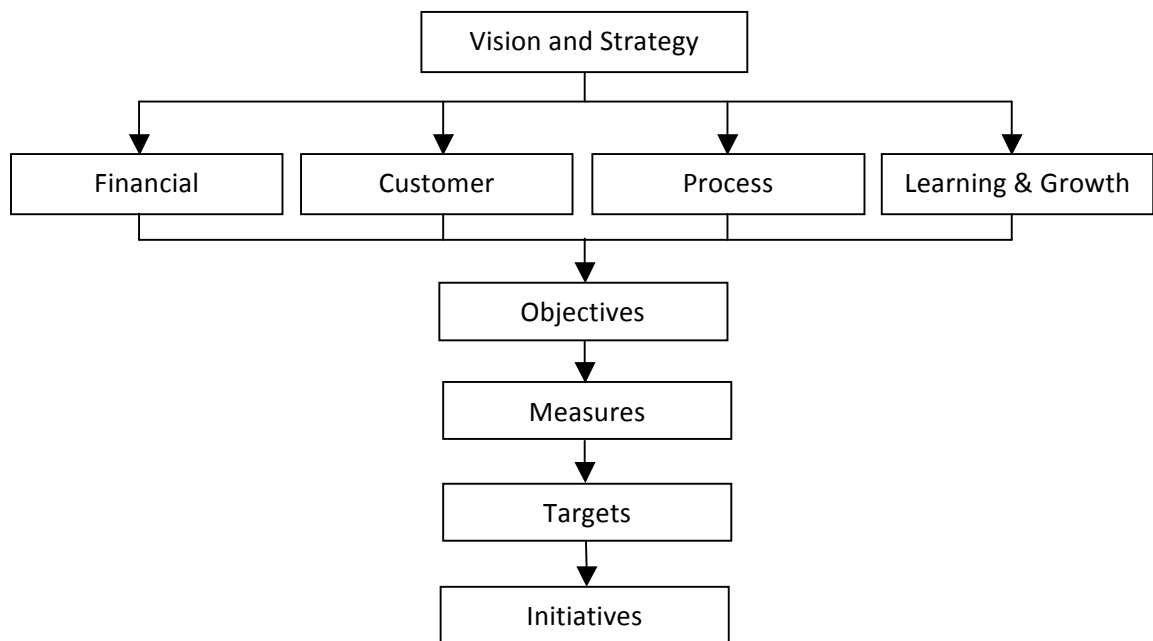 Vision and Strategy
Financial
Customer
Process
Learning & Growth
Objectives
Measures
Targets
Initiatives